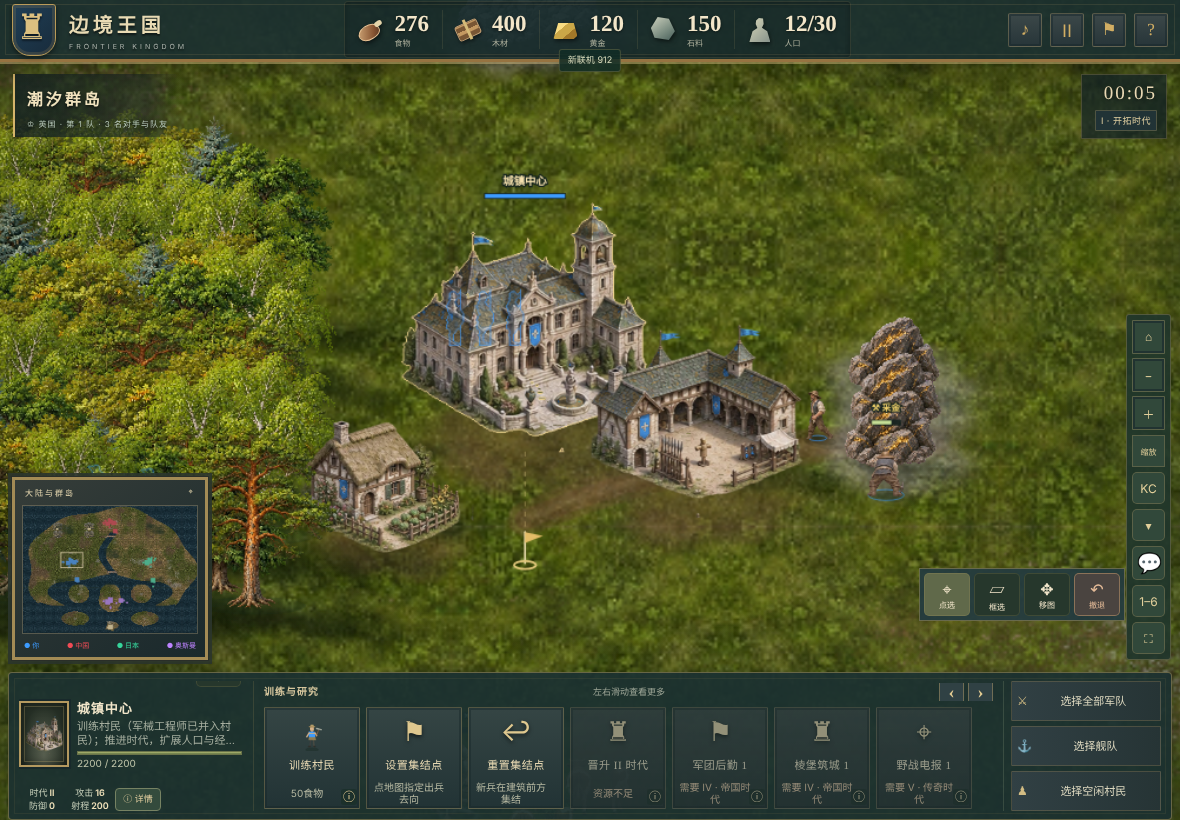 边境王国
FRONTIER KINGDOM
276
食物
400
木材
120
黄金
150
石料
12/30
人口
♪
?
新联机 912
潮汐群岛
英国 · 第 1 队 · 3 名对手与队友
00:05
I · 开拓时代
城镇中心
采金
缩放
KC
1–6
点选
框选
移图
撤退
大陆与群岛
你
中国
日本
奥斯曼
城镇中心
训练村民（军械工程师已并入村
民）；推进时代，扩展人口与经…
2200 / 2200
时代 II
攻击 16
防御 0
射程 200
详情
训练与研究
左右滑动查看更多
训练村民
50食物
设置集结点
点地图指定出兵
去向
重置集结点
新兵在建筑前方
集结
晋升 II 时代
资源不足
军团后勤 1
需要 IV · 帝国时
代
棱堡筑城 1
需要 IV · 帝国时
代
野战电报 1
需要 V · 传奇时
代
选择全部军队
选择舰队
选择空闲村民